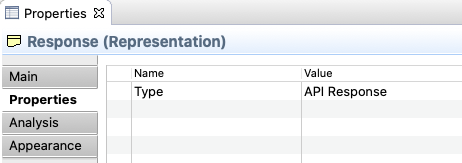 Properties
Response (Representation)
Main
Properties
Analysis
Appearance
Name Value
Type API Response